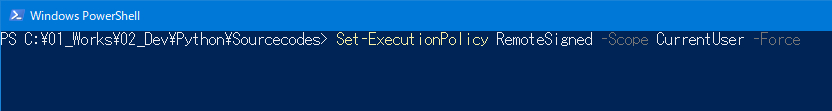 Windows PowerShell
PS C:¥01_Works¥02_Dev¥Python¥Sourcecodes> Set-ExecutionPolicy RemoteSigned -Scope CurrentUser -Force